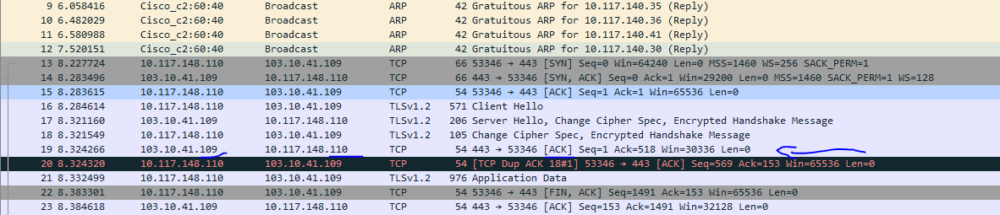 9 6.058416 Cisco_c2:60:40 Broadcast ARP 42 Gratuitous ARP for 10.117.140.35 (Reply)
10 6.482029 Cisco_c2:60:40 Broadcast ARP 42 Gratuitous ARP for 10.117.140.36 (Reply)
11 6.580988 Cisco_c2:60:40 Broadcast ARP 42 Gratuitous ARP for 10.117.140.41 (Reply)
12 7.520151 Cisco_c2:60:40 Broadcast ARP 42 Gratuitous ARP for 10.117.140.30 (Reply)
13 8.227724 10.117.148.110 103.10.41.109 TCP 66 53346 → 443 [SYN] Seq=0 Win=64240 Len=0 MSS=1460 WS=256 SACK_PERM=1
14 8.283496 103.10.41.109 10.117.148.110 TCP 66 443 → 53346 [SYN, ACK] Seq=0 Ack=1 Win=29200 Len=0 MSS=1460 SACK_PERM=1 WS=128
15 8.283615 10.117.148.110 103.10.41.109 TCP 54 53346 → 443 [ACK] Seq=1 Ack=1 Win=65536 Len=0
16 8.284614 10.117.148.110 103.10.41.109 TLSv1.2 571 Client Hello
17 8.321160 103.10.41.109 10.117.148.110 TLSv1.2 206 Server Hello, Change Cipher Spec, Encrypted Handshake Message
18 8.321549 10.117.148.110 103.10.41.109 TLSv1.2 105 Change Cipher Spec, Encrypted Handshake Message
19 8.324266 103.10.41.109 10.117.148.110 TCP 54 443 → 53346 [ACK] Seq=1 Ack=518 Win=30336 Len=0
20 8.324320 10.117.148.110 103.10.41.109 TCP 54 [TCP Dup ACK 18#1] 53346 → 443 [ACK] Seq=569 Ack=153 Win=65536 Len=0
21 8.332499 10.117.148.110 103.10.41.109 TLSv1.2 976 Application Data
22 8.383301 10.117.148.110 103.10.41.109 TCP 54 53346 → 443 [FIN, ACK] Seq=1491 Ack=153 Win=65536 Len=0
23 8.384618 103.10.41.109 10.117.148.110 TCP 54 443 → 53346 [ACK] Seq=153 Ack=1491 Win=32128 Len=0